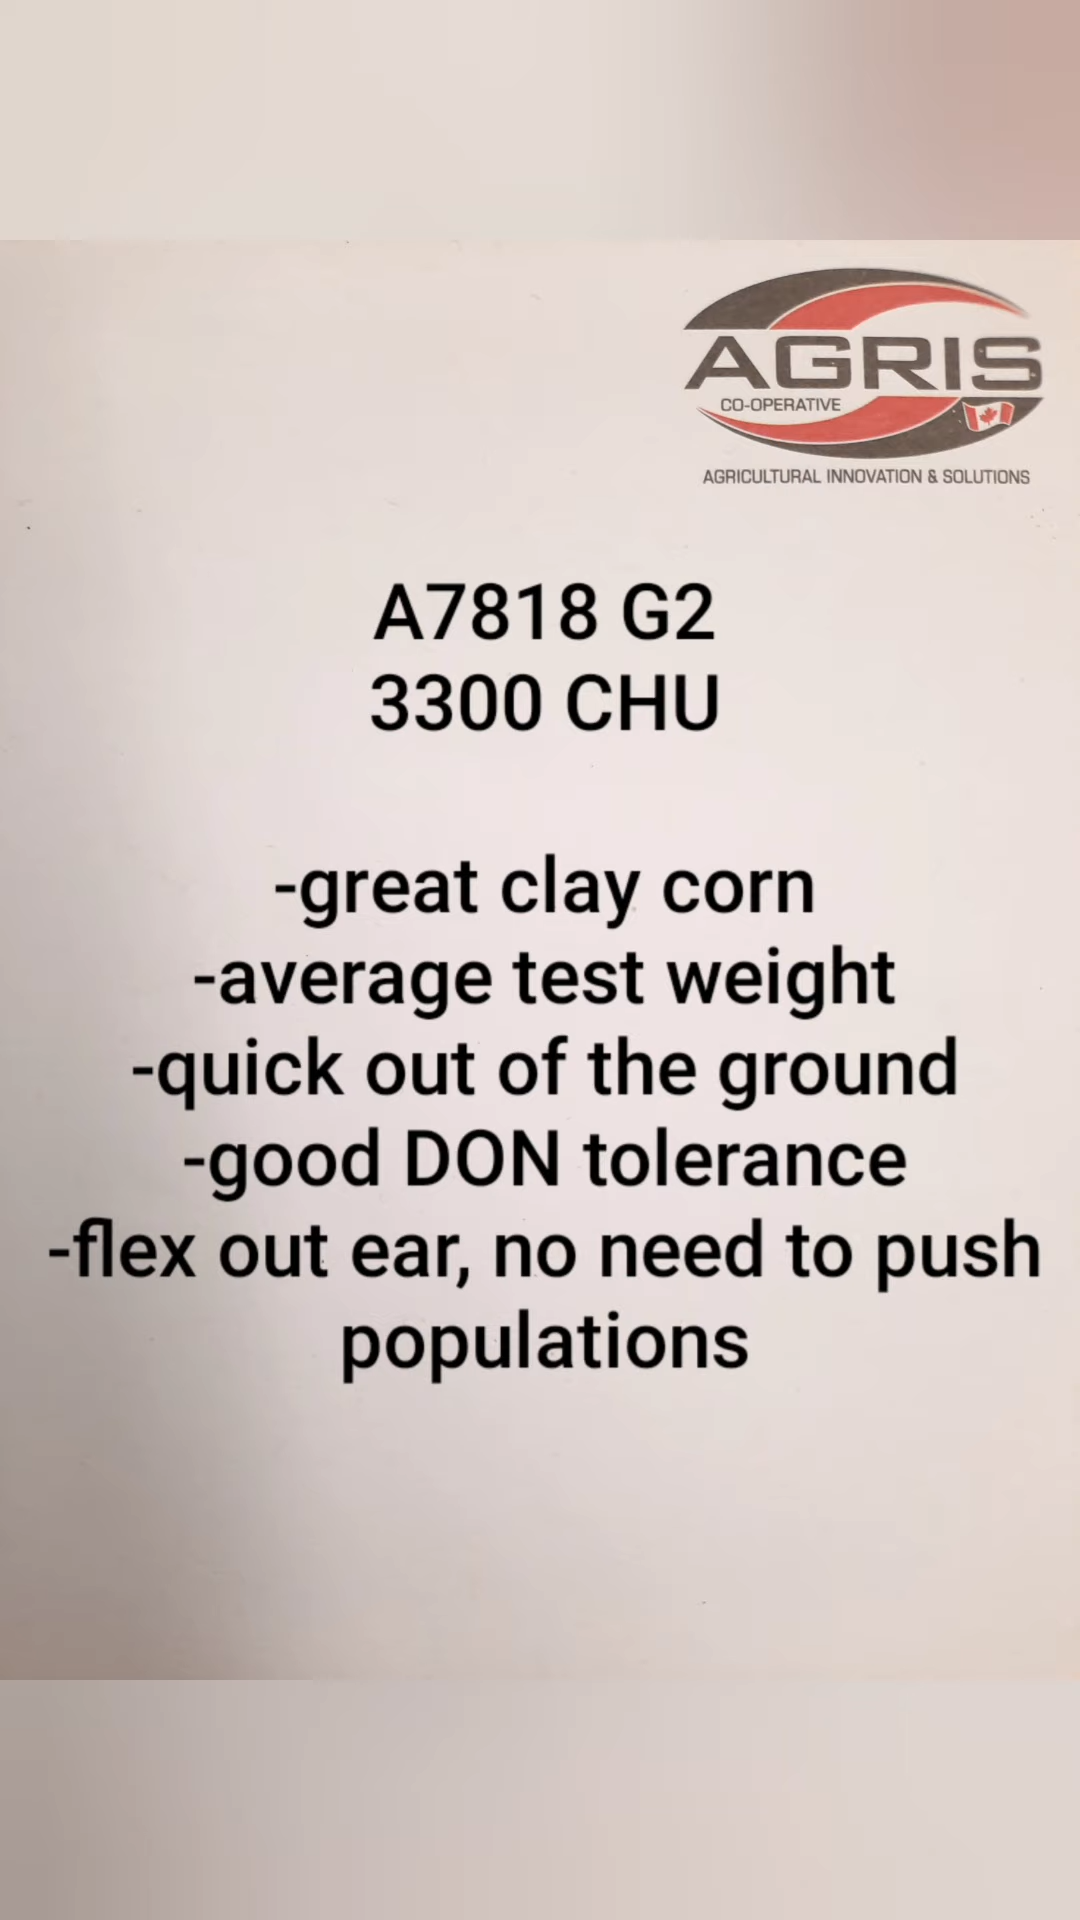 AGRIS
CO-OPERATIVE
AGRICULTURAL INNOVATION & SOLUTIONS
A7818 G2
3300 CHU
-great clay corn
-average test weight
-quick out of the ground
-good DON tolerance
-flex out ear, no need to push
populations